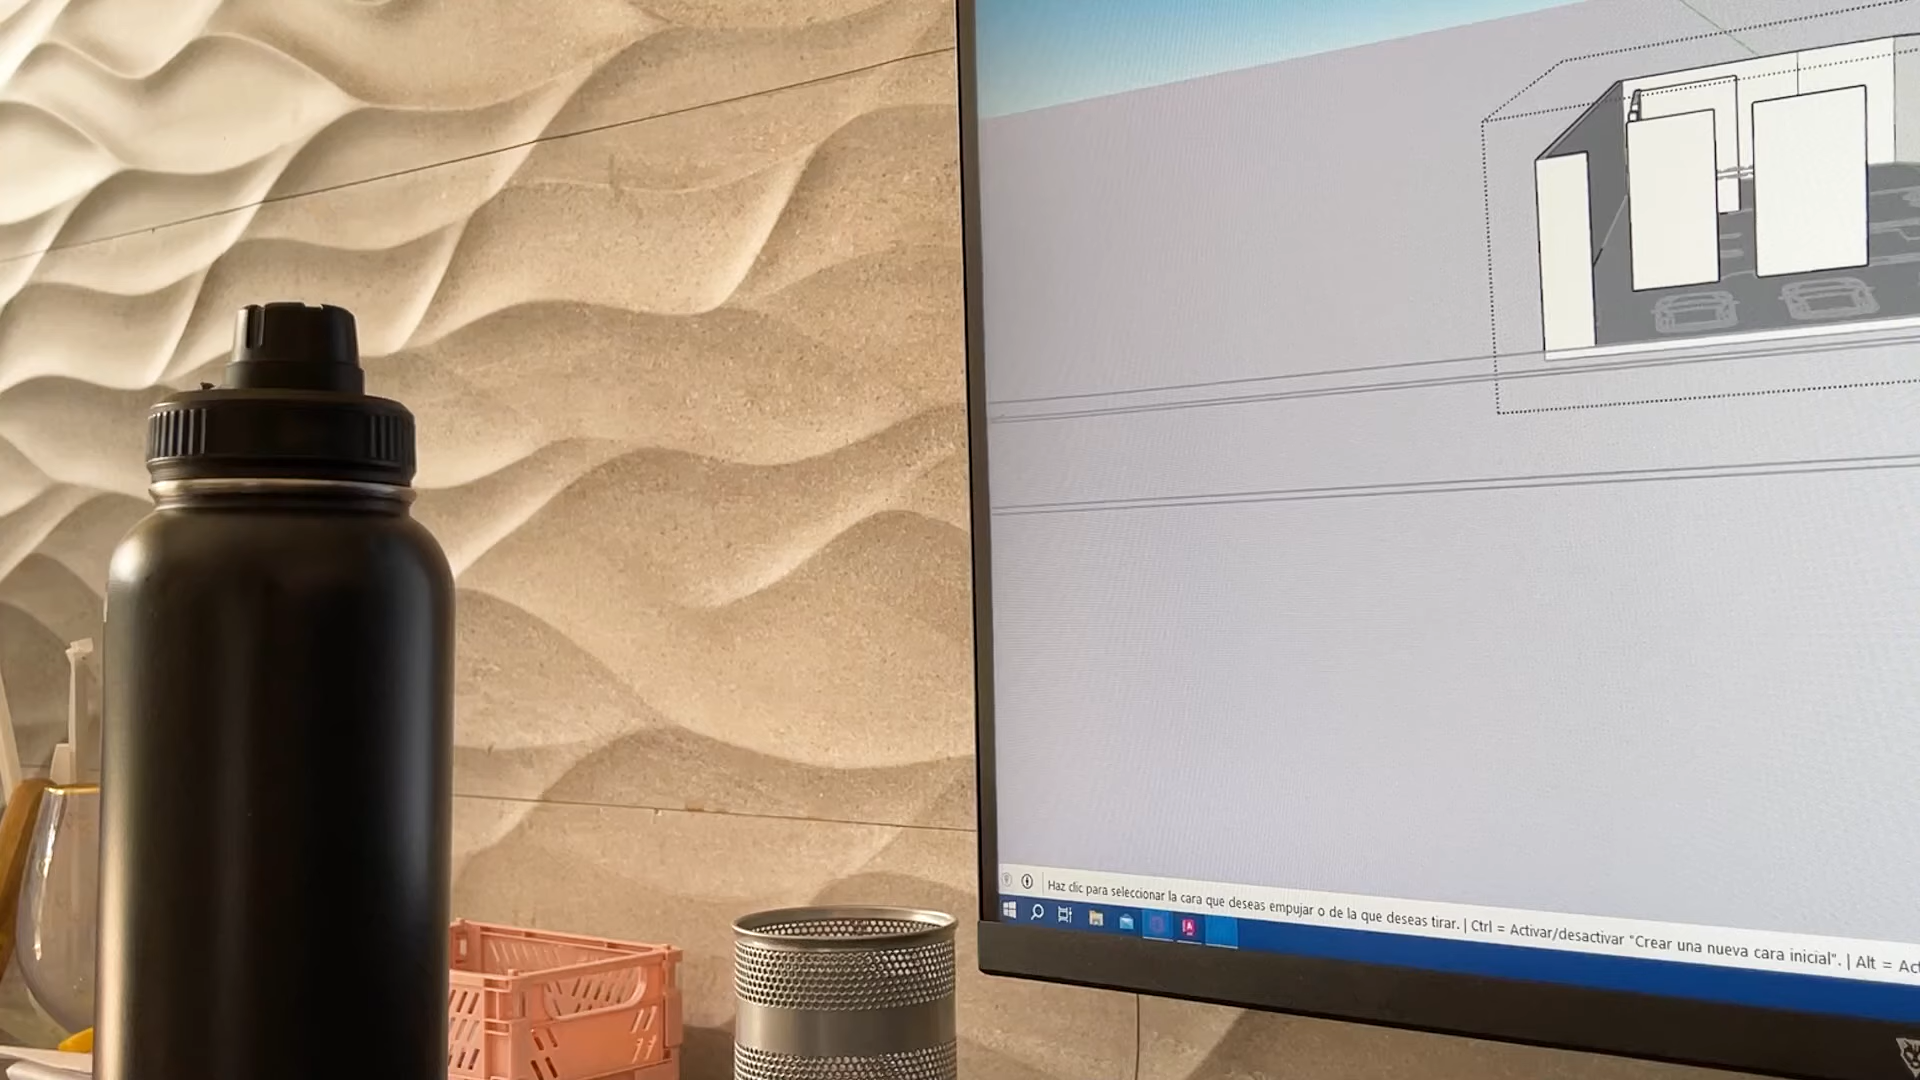 Haz clic para seleccionar la cara que deseas empujar o de la que deseas tirar. | Ctrl = Activar/desactivar "Crear una nueva cara inicial". | Alt =